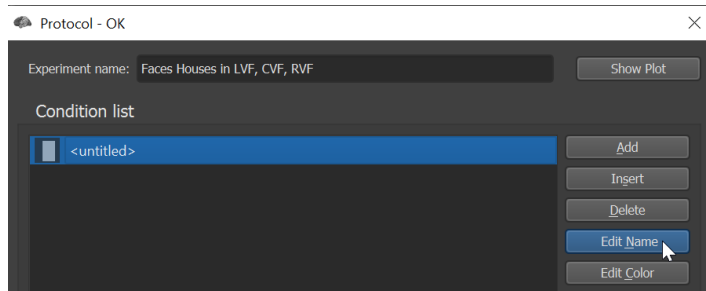 Protocol - OK
Experiment name: Faces Houses in LVF, CVF, RVF
Show Plot
Condition list
<untitled>
Add
Insert
Delete
Edit Name
Edit Color